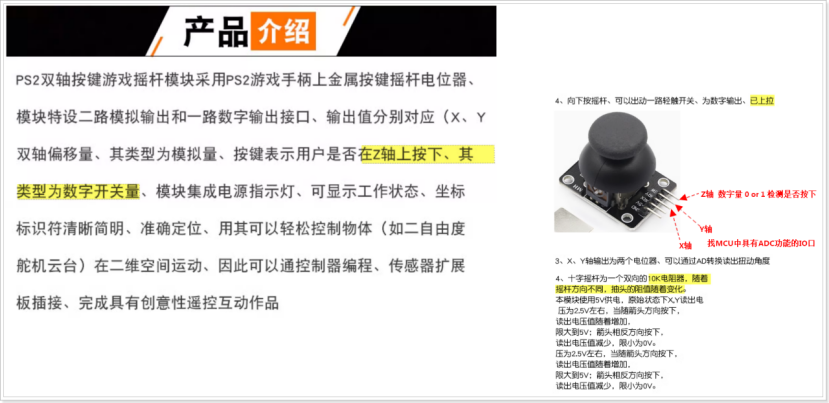 产品 介绍
PS2双轴按键游戏摇杆模块采用PS2游戏手柄上金属按键摇杆电位器、
模块特设二路模拟输出和一路数字输出接口、输出值分别对应（X、Y
双轴偏移量、其类型为模拟量、按键表示用户是否在Z轴上按下、其
类型为数字开关量、模块集成电源指示灯、可显示工作状态、坐标
标识符清晰简明、准确定位、用其可以轻松控制物体（如二自由度
舵机云台）在二维空间运动、因此可以通控制器编程、传感器扩展
板插接、完成具有创意性遥控互动作品
4、向下按摇杆、可以出动一路轻触开关、为数字输出、已上拉
Z轴 数字量 0 or 1 检测是否按下
Y轴
X轴
找MCU中具有ADC功能的IO口
3、X、Y轴输出为两个电位器、可以通过AD转换读出扭动角度
4、十字摇杆为一个双向的10K电阻器，随着
摇杆方向不同，抽头的阻值随着变化。
本模块使用5V供电，原始状态下X,Y读出电
压为2.5V左右，当随箭头方向按下，
读出电压值随着增加，
限大到5V；箭头相反方向按下，
读出电压值减少，限小为0V。
压为2.5V左右，当随箭头方向按下，
读出电压值随着增加，
限大到5V；箭头相反方向按下，
读出电压值减少，限小为0V。